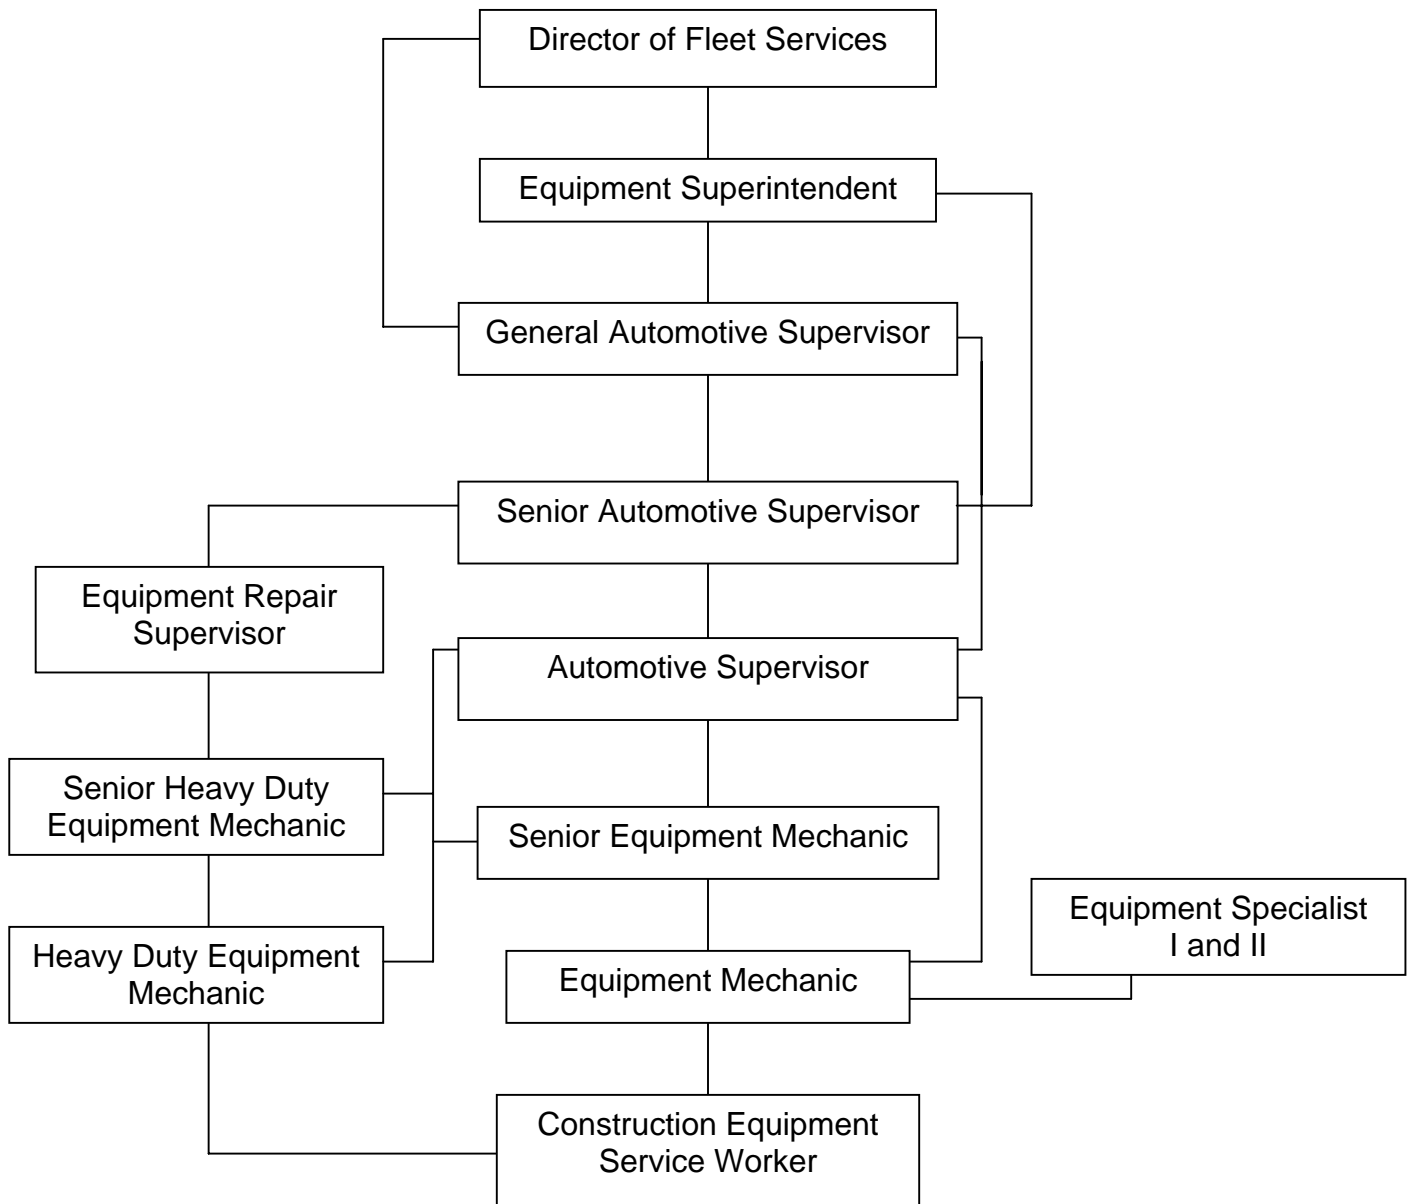 Director of Fleet Services
Equipment Superintendent
General Automotive Supervisor
Senior Automotive Supervisor
Equipment Repair
Supervisor
Automotive Supervisor
Senior Heavy Duty
Equipment Mechanic
Senior Equipment Mechanic
Equipment Specialist
I and II
Heavy Duty Equipment
Mechanic
Equipment Mechanic
Construction Equipment
Service Worker